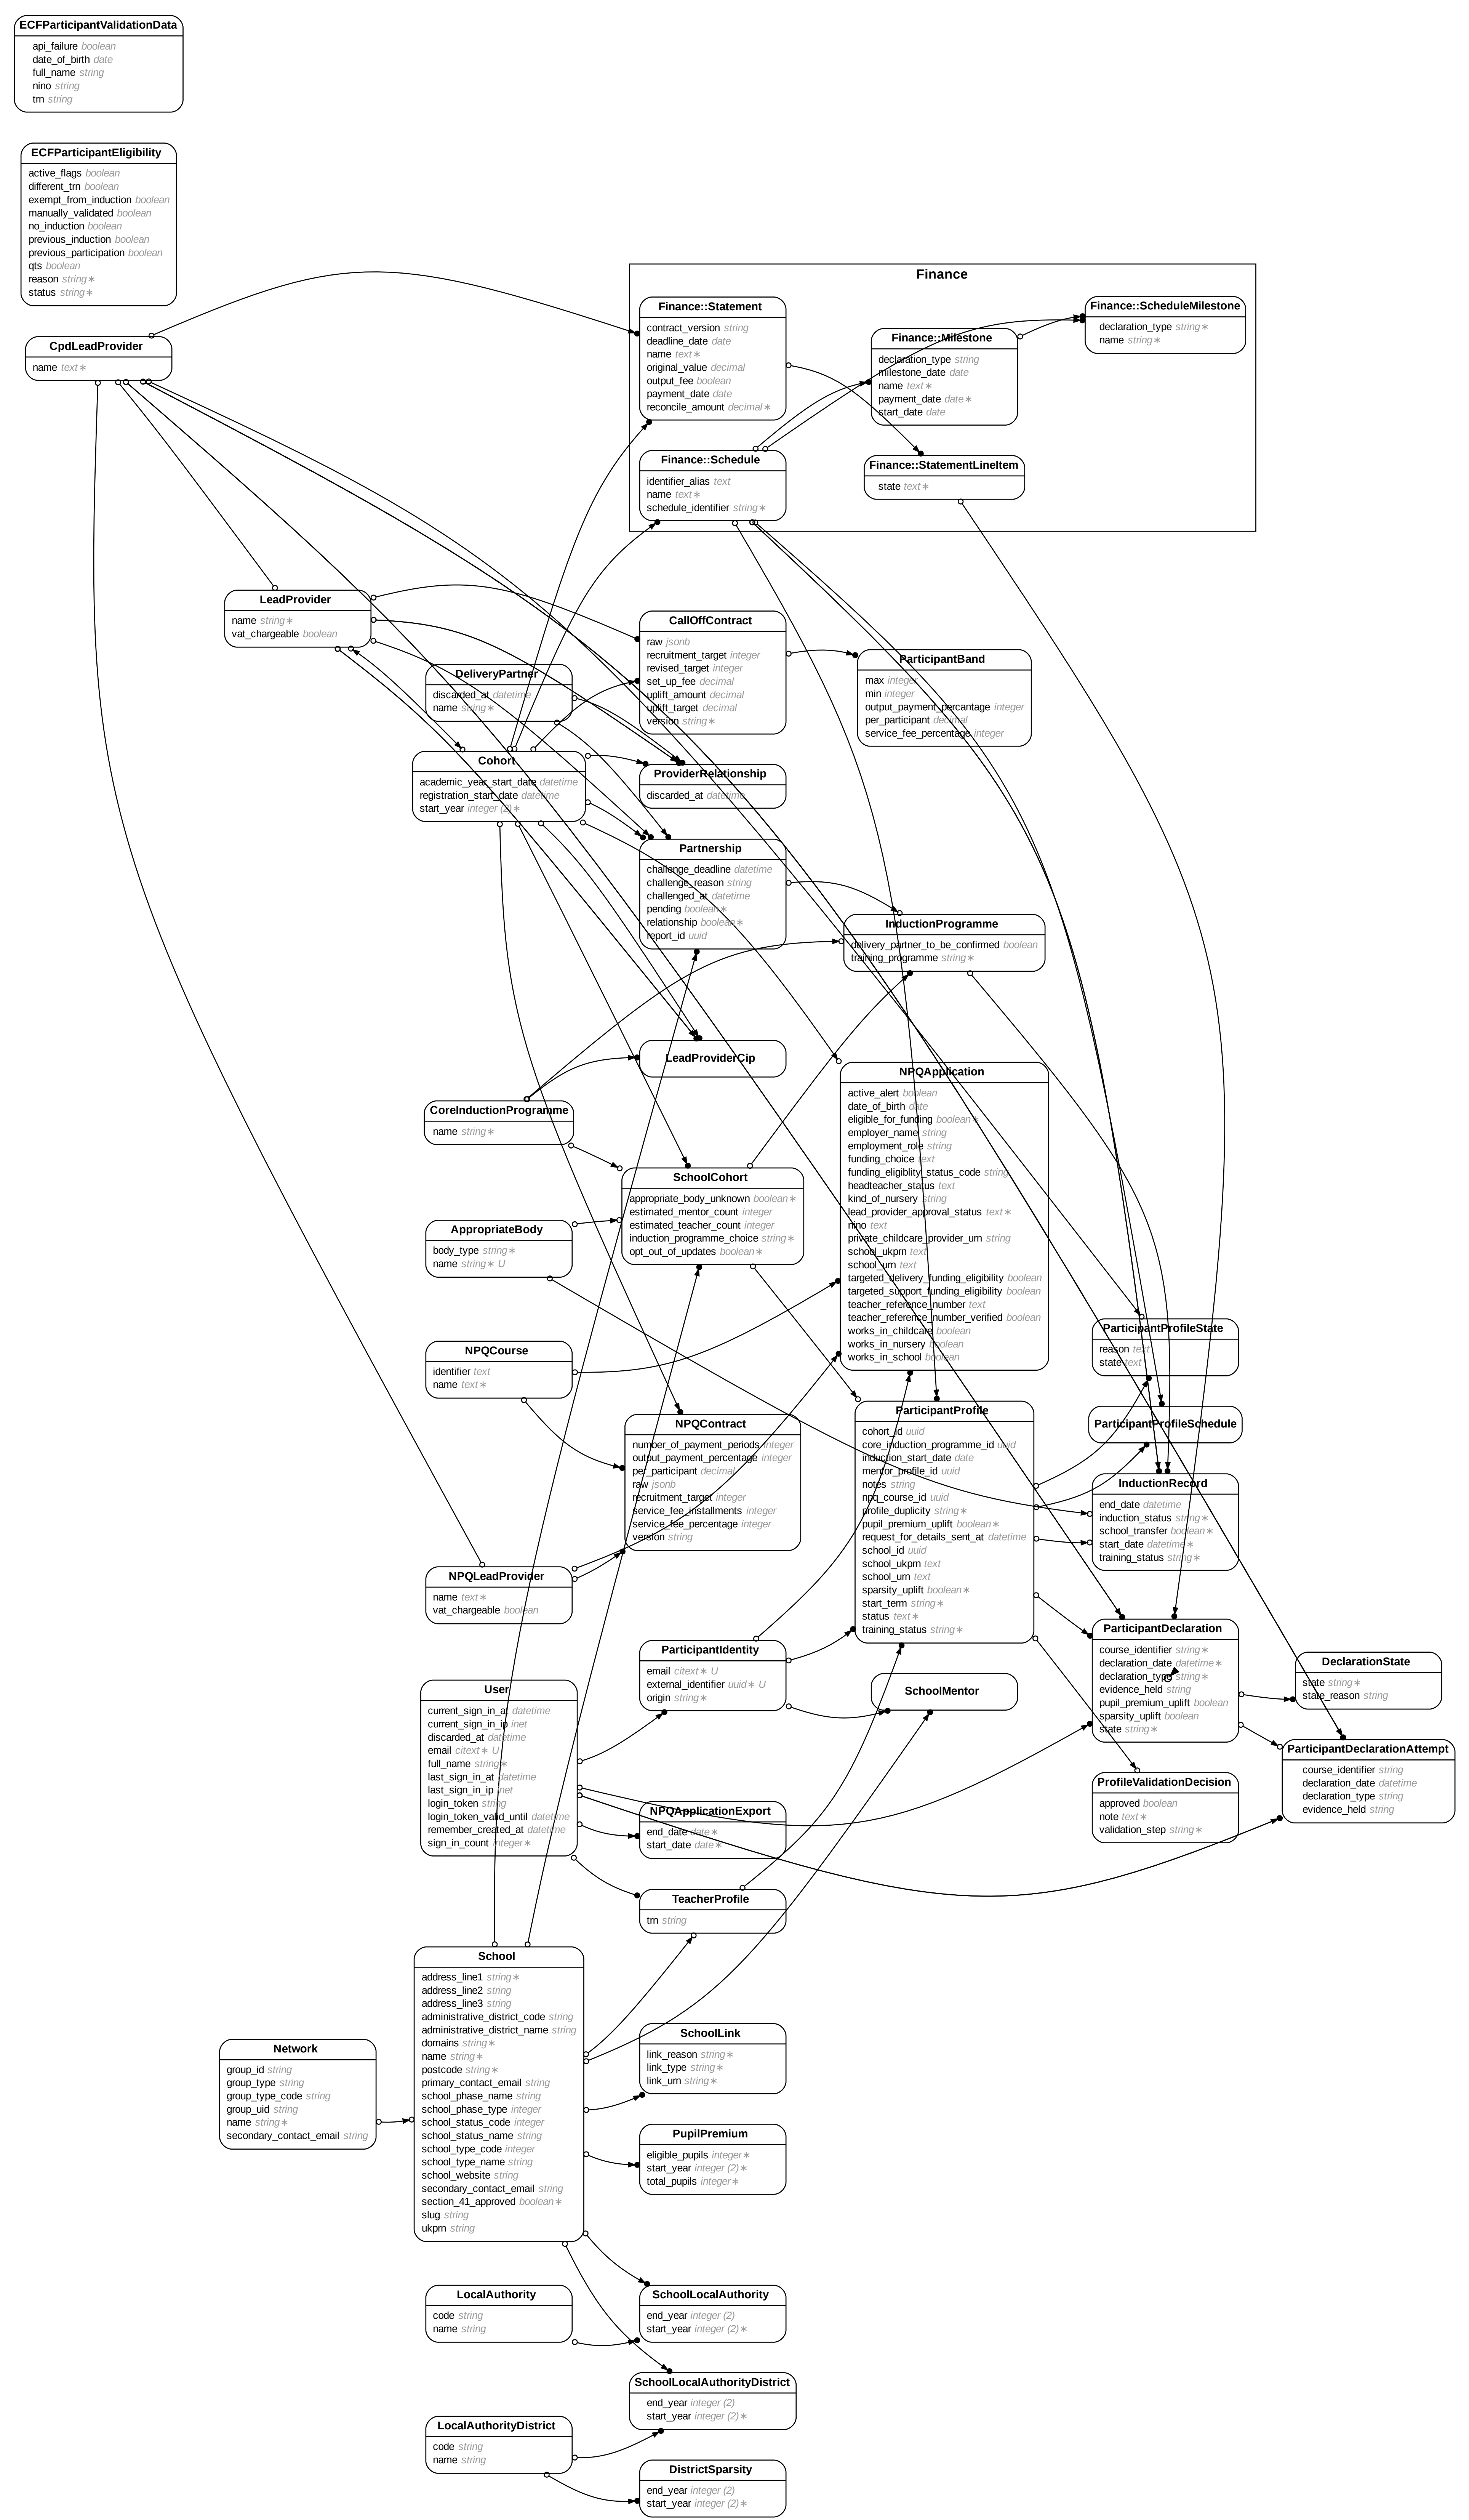 ECFParticipantValidationData
api_failure boolean
date_of_birth date
full_name string
nino string
trn string
ECFParticipantEligibility
active_flags boolean
different_trn boolean
exempt_from_induction boolean
manually_validated boolean
no_induction boolean
previous_induction boolean
previous_participation boolean
qts boolean
reason string∗
status string∗
CpdLeadProvider
name text∗
Finance
Finance::Statement
contract_version string
deadline_date date
name text∗
original_value decimal
output_fee boolean
payment_date date
reconcile_amount decimal∗
Finance::Milestone
declaration_type string
milestone_date date
name text∗
payment_date date∗
start_date date
Finance::ScheduleMilestone
declaration_type string∗
name string∗
Finance::Schedule
identifier_alias text
name text∗
schedule_identifier string∗
Finance::StatementLineItem
state text∗
LeadProvider
name string∗
vat_chargeable boolean
DeliveryPartner
discarded_at datetime
name string∗
CallOffContract
raw jsonb
recruitment_target integer
revised_target integer
set_up_fee decimal
uplift_amount decimal
uplift_target decimal
version string∗
ParticipantBand
max integer
min integer
output_payment_percantage integer
per_participant decimal
service_fee_percentage integer
Cohort
academic_year_start_date datetime
registration_start_date datetime
start_year integer (2)∗
ProviderRelationship
discarded_at datetime
Partnership
challenge_deadline datetime
challenge_reason string
challenged_at datetime
pending boolean∗
relationship boolean∗
report_id uuid
InductionProgramme
delivery_partner_to_be_confirmed boolean
training_programme string∗
LeadProviderCip
CoreInductionProgramme
name string∗
NPQApplication
active_alert boolean
date_of_birth date
eligible_for_funding boolean∗
employer_name string
employment_role string
funding_choice text
funding_eligiblity_status_code string
headteacher_status text
kind_of_nursery string
lead_provider_approval_status text∗
nino text
private_childcare_provider_urn string
school_ukprn text
school_urn text
targeted_delivery_funding_eligibility boolean
targeted_support_funding_eligibility boolean
teacher_reference_number text
teacher_reference_number_verified boolean
works_in_childcare boolean
works_in_nursery boolean
works_in_school boolean
SchoolCohort
appropriate_body_unknown boolean∗
estimated_mentor_count integer
estimated_teacher_count integer
induction_programme_choice string∗
opt_out_of_updates boolean∗
AppropriateBody
body_type string∗
name string∗ U
NPQCourse
identifier text
name text∗
ParticipantProfileState
reason text
state text
ParticipantProfileSchedule
NPQContract
number_of_payment_periods integer
output_payment_percentage integer
per_participant decimal
raw jsonb
recruitment_target integer
service_fee_installments integer
service_fee_percentage integer
version string
ParticipantProfile
cohort_id uuid
core_induction_programme_id uuid
induction_start_date date
mentor_profile_id uuid
notes string
npq_course_id uuid
profile_duplicity string∗
pupil_premium_uplift boolean∗
request_for_details_sent_at datetime
school_id uuid
school_ukprn text
school_urn text
sparsity_uplift boolean∗
start_term string∗
status text∗
training_status string∗
InductionRecord
end_date datetime
induction_status string∗
school_transfer boolean∗
start_date datetime∗
training_status string∗
NPQLeadProvider
name text∗
vat_chargeable boolean
ParticipantIdentity
email citext∗ U
external_identifier uuid∗ U
origin string∗
SchoolMentor
ParticipantDeclaration
course_identifier string∗
declaration_date datetime∗
declaration_type string∗
evidence_held string
pupil_premium_uplift boolean
sparsity_uplift boolean
state string∗
DeclarationState
state string∗
state_reason string
ParticipantDeclarationAttempt
course_identifier string
declaration_date datetime
declaration_type string
evidence_held string
ProfileValidationDecision
approved boolean
note text∗
validation_step string∗
User
current_sign_in_at datetime
current_sign_in_ip inet
discarded_at datetime
email citext∗ U
full_name string∗
last_sign_in_at datetime
last_sign_in_ip inet
login_token string
login_token_valid_until datetime
remember_created_at datetime
sign_in_count integer∗
NPQApplicationExport
end_date date∗
start_date date∗
TeacherProfile
trn string
School
address_line1 string∗
address_line2 string
address_line3 string
administrative_district_code string
administrative_district_name string
domains string∗
name string∗
postcode string∗
primary_contact_email string
school_phase_name string
school_phase_type integer
school_status_code integer
school_status_name string
school_type_code integer
school_type_name string
school_website string
secondary_contact_email string
section_41_approved boolean∗
slug string
ukprn string
Network
group_id string
group_type string
group_type_code string
group_uid string
name string∗
secondary_contact_email string
SchoolLink
link_reason string∗
link_type string∗
link_urn string∗
PupilPremium
eligible_pupils integer∗
start_year integer (2)∗
total_pupils integer∗
LocalAuthority
code string
name string
SchoolLocalAuthority
end_year integer (2)
start_year integer (2)∗
SchoolLocalAuthorityDistrict
end_year integer (2)
start_year integer (2)∗
LocalAuthorityDistrict
code string
name string
DistrictSparsity
end_year integer (2)
start_year integer (2)∗